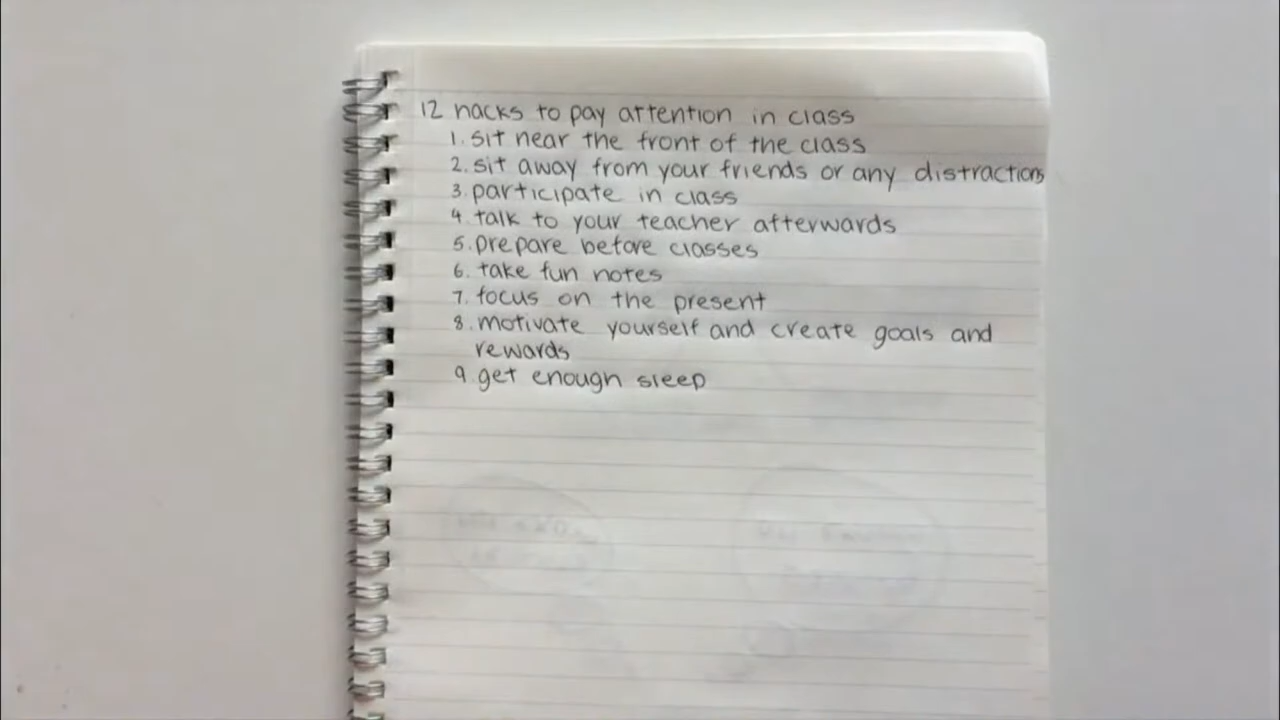 12 hacks to pay attention in class
1. sit near the front of the class
2. sit away from your friends or any distractions
3. participate in class
4. talk to your teacher afterwards
5. prepare before classes
6. take fun notes
7. focus on the present
8. motivate yourself and create goals and
rewards
9. get enough sleep